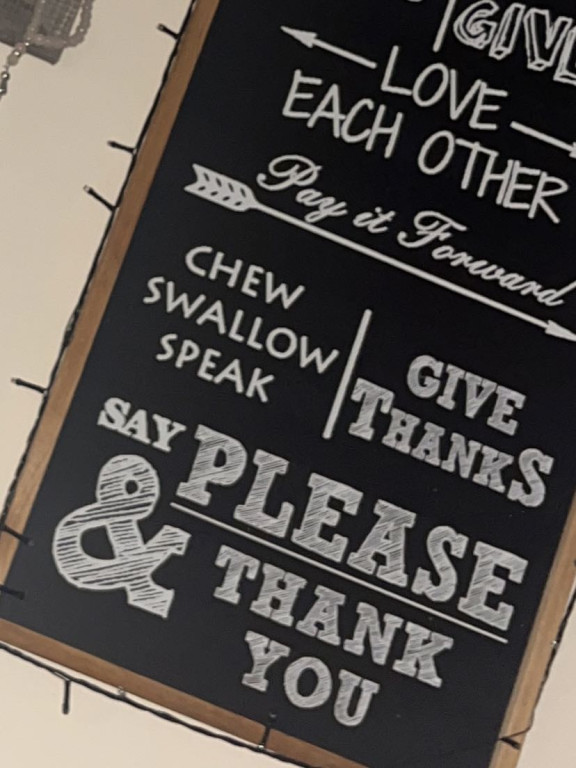 LOVE
EACH OTHER
Pay it Forward
CHEW
SWALLOW
SPEAK
GIVE
THANKS
SAY PLEASE
& THANK
YOU